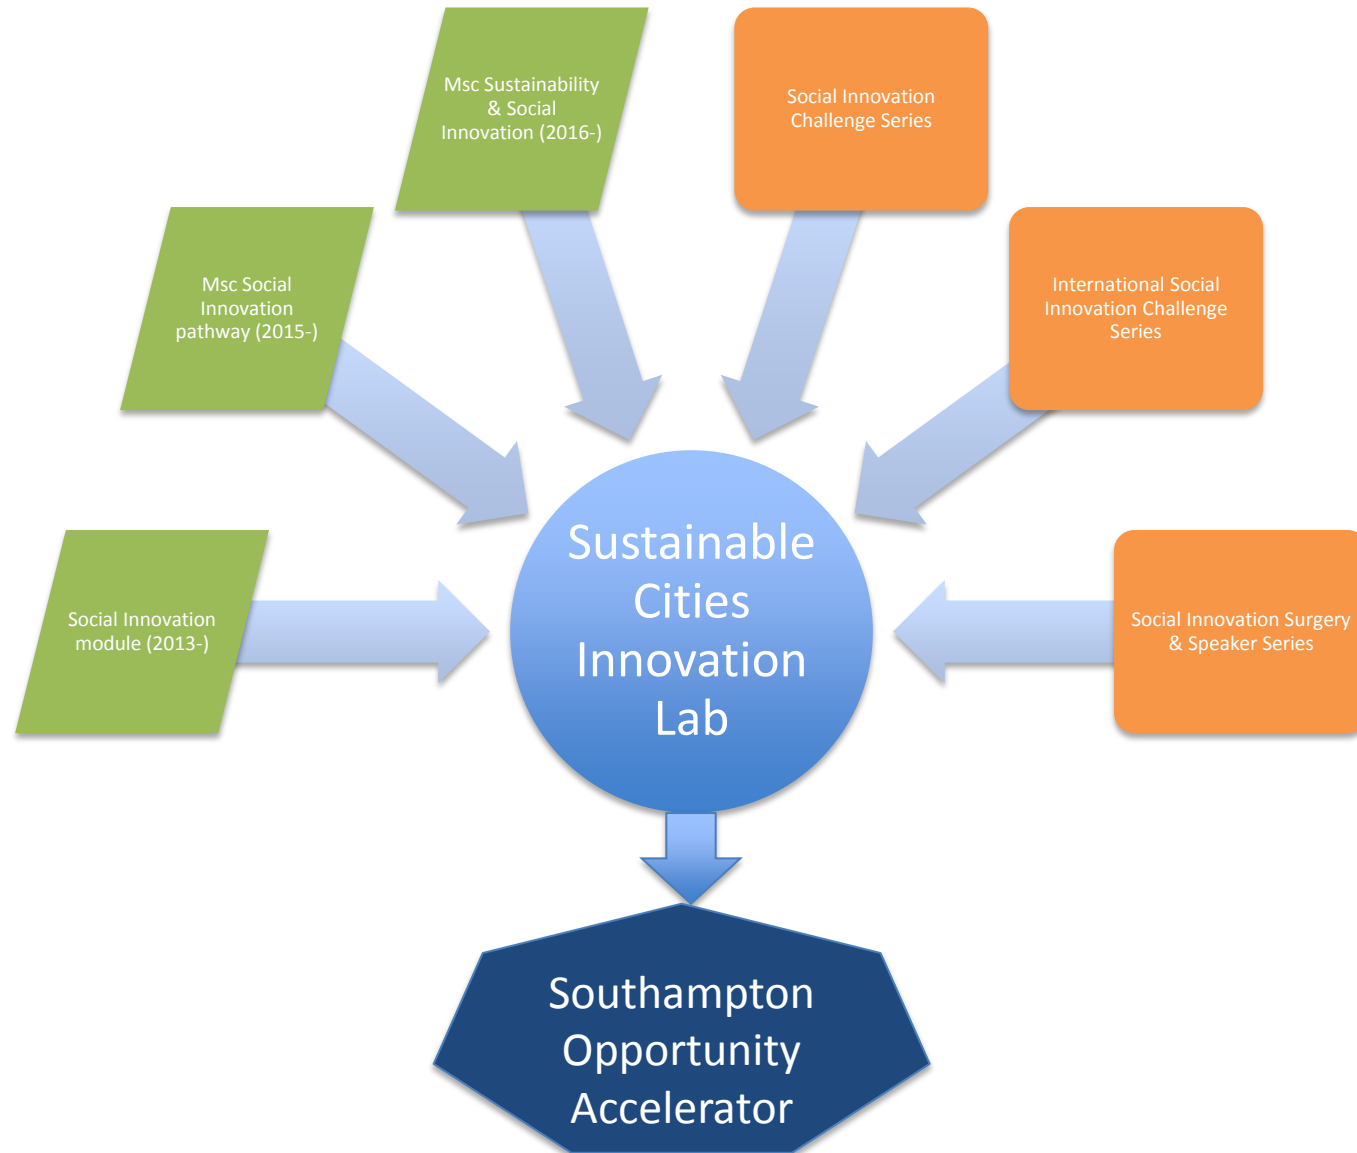 Msc Sustainability
& Social
Innovation (2016-)
Social Innovation
Challenge Series
Msc Social
Innovation
pathway (2015-)
International Social
Innovation Challenge
Series
Social Innovation
module (2013-)
Sustainable
Cities
Innovation
Lab
Social Innovation Surgery
& Speaker Series
Southampton
Opportunity
Accelerator